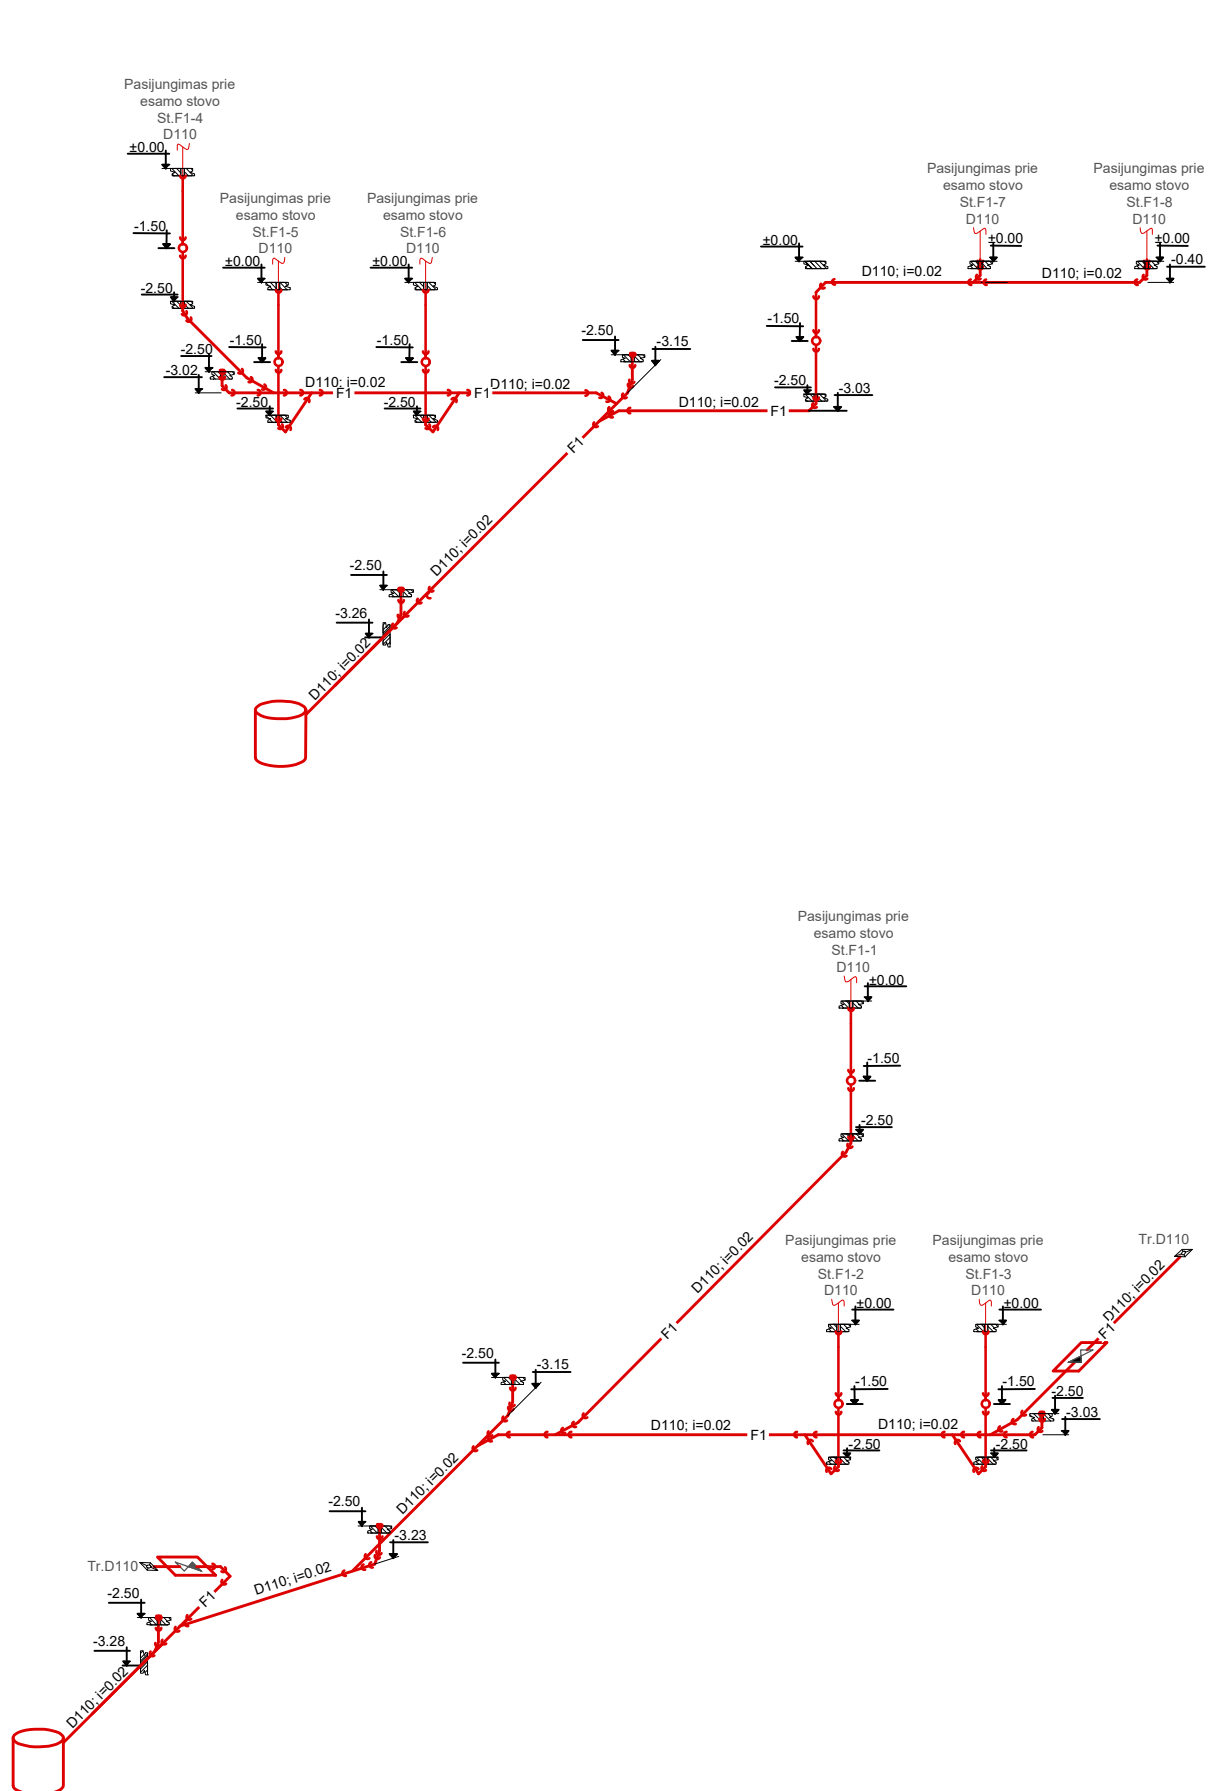 Pasijungimas prie
esamo stovo
St.F1-4
D110
±0.00
-1.50
-2.50
Pasijungimas prie
esamo stovo
St.F1-5
D110
±0.00
-1.50
-2.50
Pasijungimas prie
esamo stovo
St.F1-6
D110
±0.00
-1.50
-2.50
-2.50
-3.02
D110; i=0.02
F1
D110; i=0.02
F1
-2.50
-3.15
Pasijungimas prie
esamo stovo
St.F1-7
D110
±0.00
Pasijungimas prie
esamo stovo
St.F1-8
D110
±0.00
-0.40
±0.00
D110; i=0.02
D110; i=0.02
-1.50
-2.50
-3.03
D110; i=0.02
F1
F1
D110; i=0.02
-2.50
-3.26
D110; i=0.02
Pasijungimas prie
esamo stovo
St.F1-1
D110
±0.00
-1.50
-2.50
D110; i=0.02
F1
Pasijungimas prie
esamo stovo
St.F1-2
D110
±0.00
-1.50
-2.50
Pasijungimas prie
esamo stovo
St.F1-3
D110
±0.00
-1.50
-2.50
Tr.D110
D110; i=0.02
F1
-2.50
-3.03
D110; i=0.02
F1
D110; i=0.02
-2.50
-3.15
D110; i=0.02
-2.50
-3.23
D110; i=0.02
Tr.D110
F1
-2.50
-3.28
D110; i=0.02